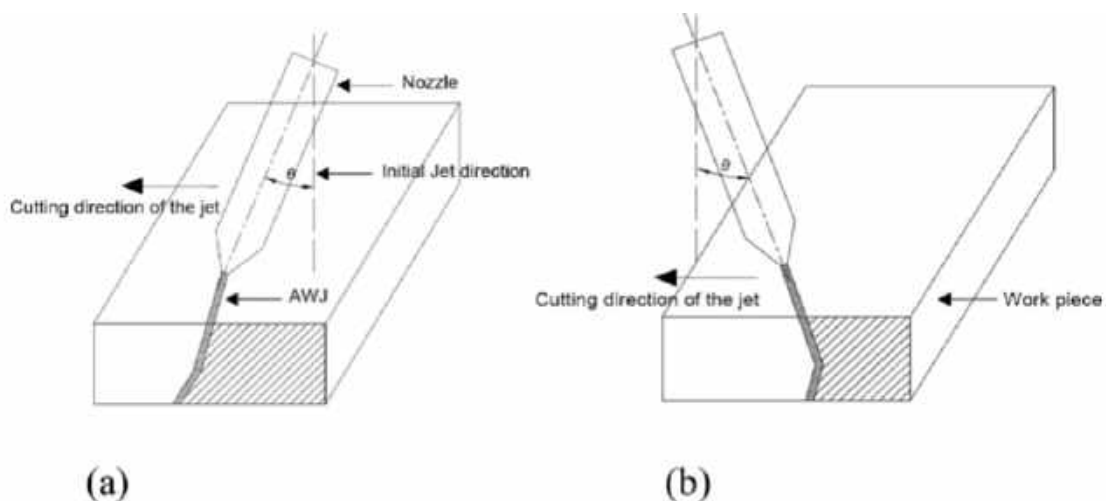 Nozzle
θ
Initial Jet direction
Cutting direction of the jet
AWJ
θ
Cutting direction of the jet
Work piece
(a)
(b)